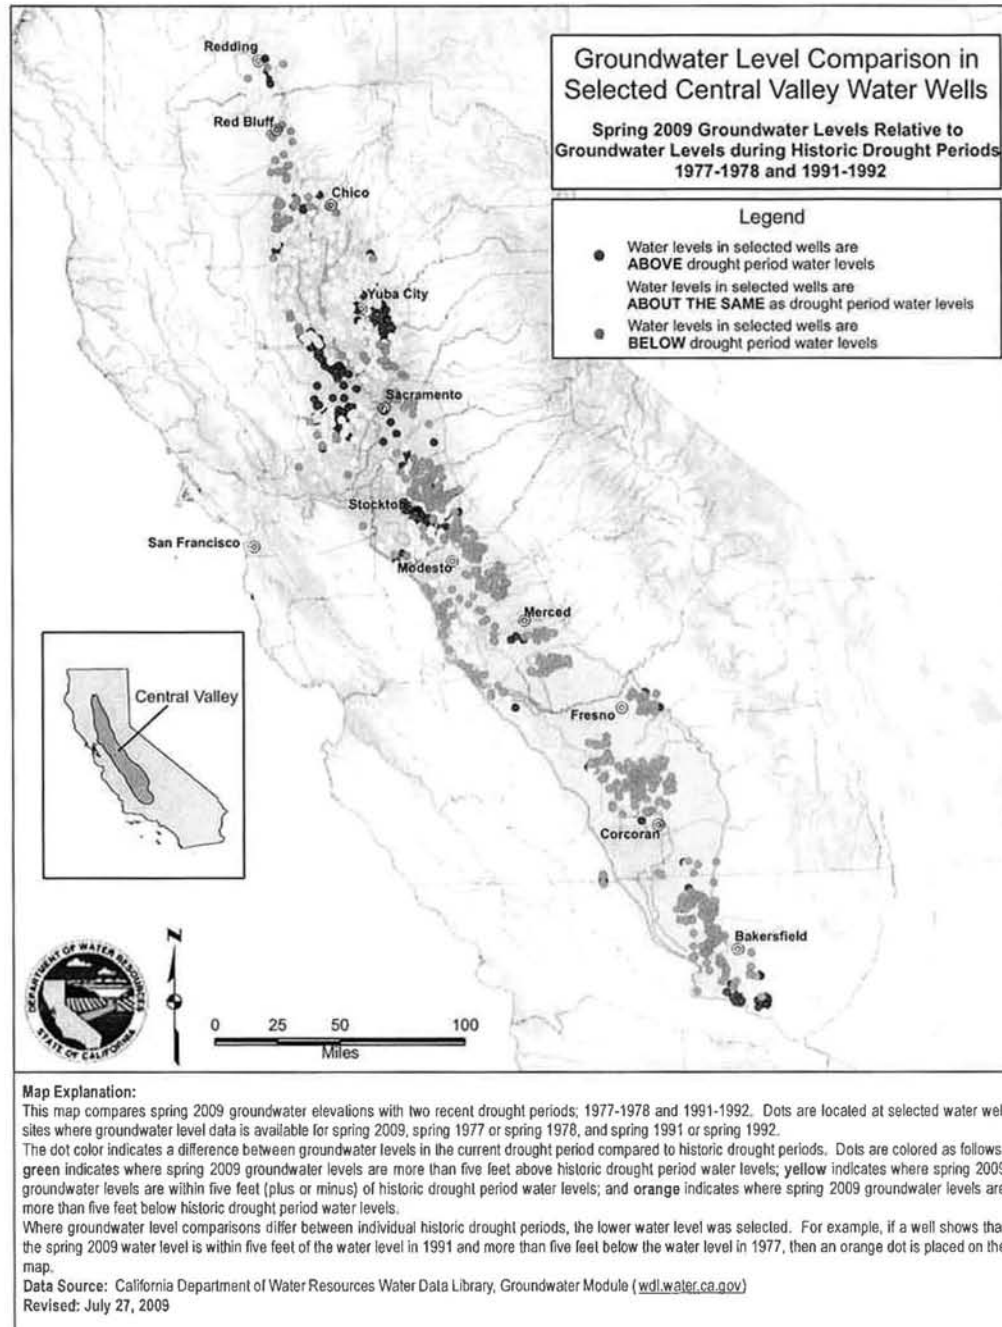 Groundwater Level Comparison in
Selected Central Valley Water Wells
Spring 2009 Groundwater Levels Relative to
Groundwater Levels during Historic Drought Periods
1977-1978 and 1991-1992
Legend
Water levels in selected wells are
ABOVE drought period water levels
Water levels in selected wells are
ABOUT THE SAME as drought period water levels
Water levels in selected wells are
BELOW drought period water levels
Redding
Red Bluff
Chico
Yuba City
Sacramento
Stockton
San Francisco
Modesto
Merced
Fresno
Corcoran
Bakersfield
Central Valley
DEPARTMENT OF WATER RESOURCES
STATE OF CALIFORNIA
N
0 25 50 100
Miles
Map Explanation:
This map compares spring 2009 groundwater elevations with two recent drought periods; 1977-1978 and 1991-1992. Dots are located at selected water wel
sites where groundwater level data is available for spring 2009, spring 1977 or spring 1978, and spring 1991 or spring 1992.
The dot color indicates a difference between groundwater levels in the current drought period compared to historic drought periods. Dots are colored as follows
green indicates where spring 2009 groundwater levels are more than five feet above historic drought period water levels; yellow indicates where spring 2009
groundwater levels are within five feet (plus or minus) of historic drought period water levels; and orange indicates where spring 2009 groundwater levels are
more than five feet below historic drought period water levels.
Where groundwater level comparisons differ between individual historic drought periods, the lower water level was selected. For example, if a well shows tha
the spring 2009 water level is within five feet of the water level in 1991 and more than five feet below the water level in 1977, then an orange dot is placed on the
map.
Data Source: California Department of Water Resources Water Data Library, Groundwater Module (wdl.water.ca.gov)
Revised: July 27, 2009